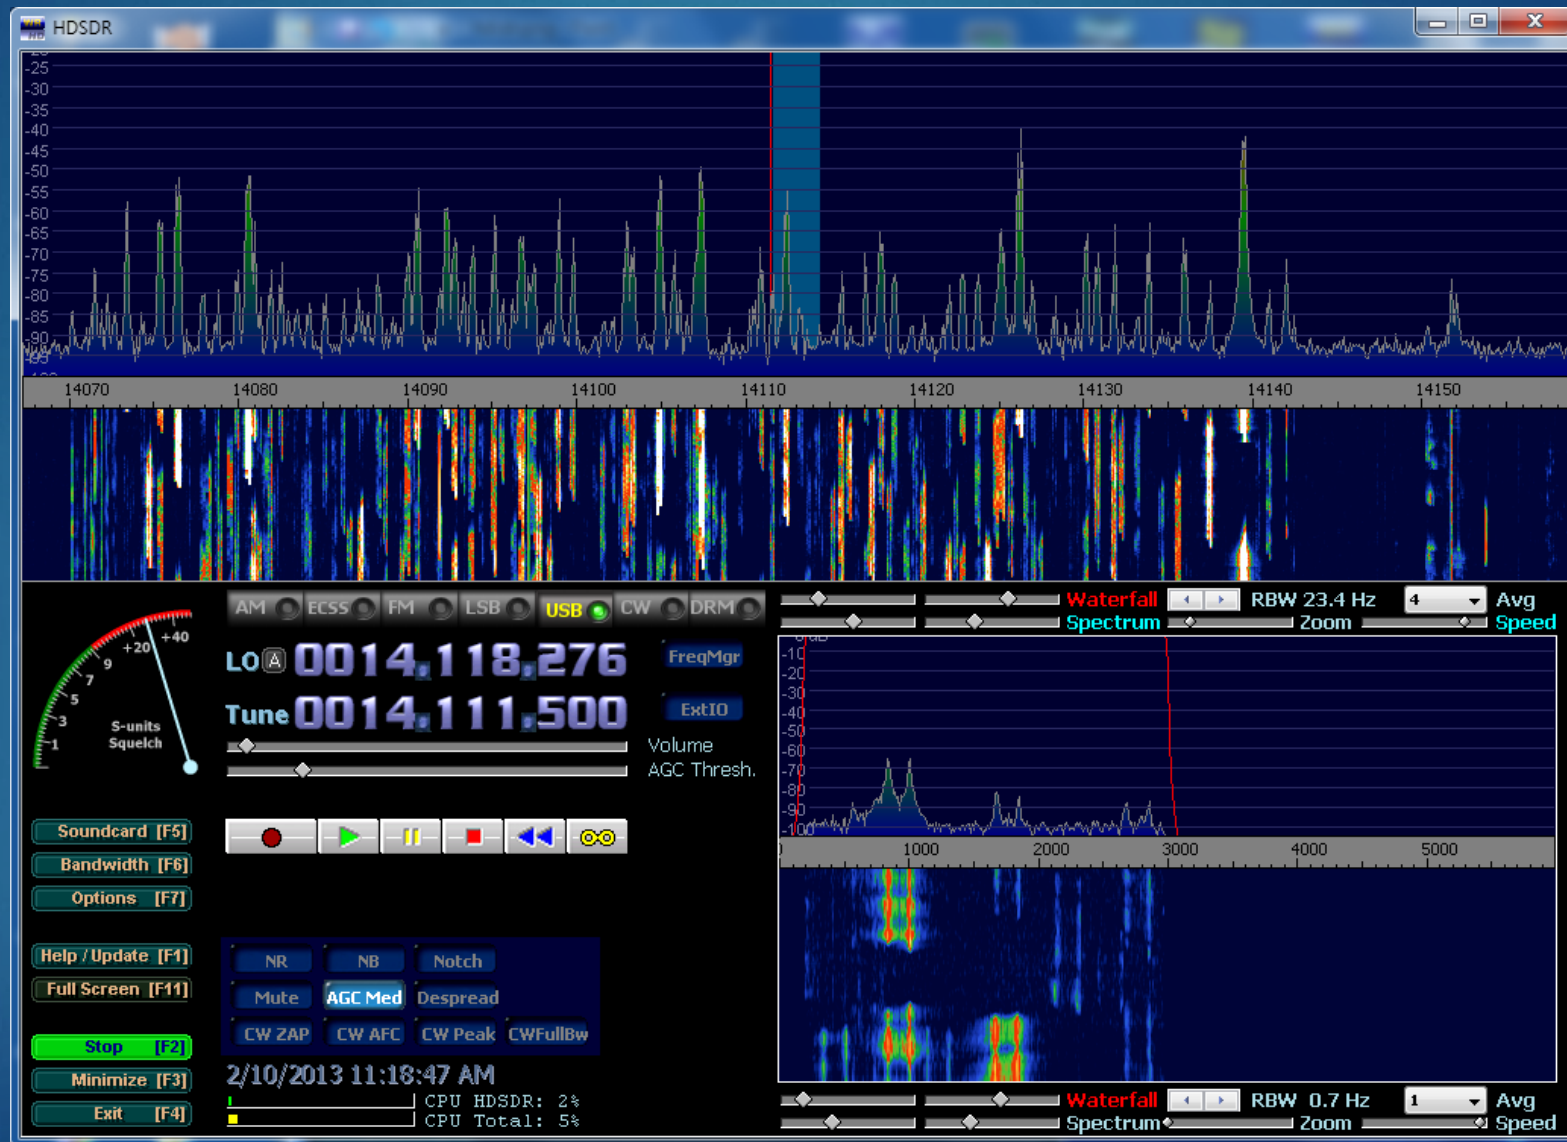 HDSDR
-25
-30
-35
-40
-45
-50
-55
-60
-65
-70
-75
-80
-85
-90
-95
14070 14080 14090 14100 14110 14120 14130 14140 14150
1 3 5 7 9 +20 +40
S-units
Squelch
AM ECSS FM LSB USB CW DRM
LO A 0014.118.276
FreqMgr
Tune 0014.111.500
ExtIO
Volume
AGC Thresh.
Waterfall RBW 23.4 Hz 4 Avg
Spectrum Zoom Speed
-10
-20
-30
-40
-50
-60
-70
-80
-90
-100
1000 2000 3000 4000 5000
Soundcard [F5]
Bandwidth [F6]
Options [F7]
Help / Update [F1]
Full Screen [F11]
Stop [F2]
Minimize [F3]
Exit [F4]
NR NB Notch
Mute AGC Med Despread
CW ZAP CW AFC CW Peak CWFullBw
2/10/2013 11:18:47 AM
CPU HDSDR: 2%
CPU Total: 5%
Waterfall RBW 0.7 Hz 1 Avg
Spectrum Zoom Speed